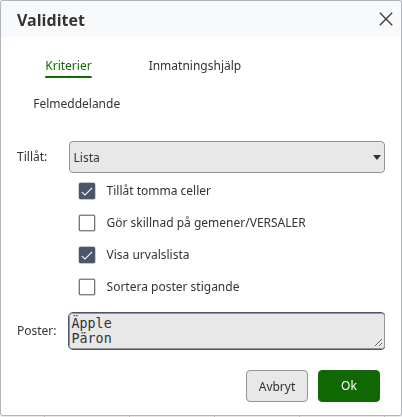 Validitet
Kriterier
Inmatningshjälp
Felmeddelande
Tillåt:
Lista
Tillåt tomma celler
Gör skillnad på gemener/VERSALER
Visa urvalslista
Sortera poster stigande
Poster:
Äpple
Päron
Avbryt
Ok